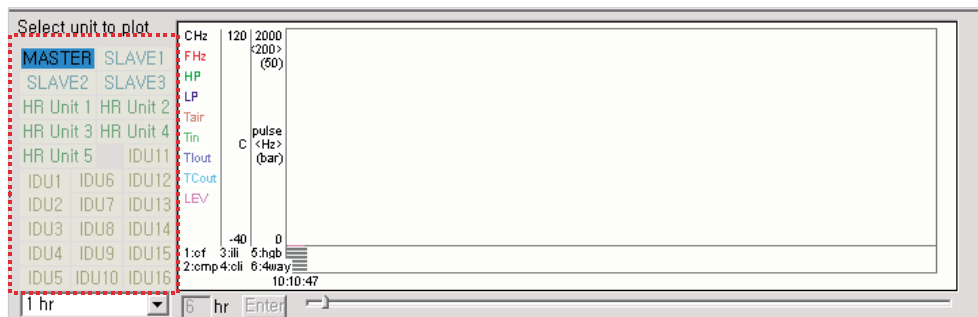 Select unit to plot
MASTER SLAVE1
SLAVE2 SLAVE3
HR Unit 1 HR Unit 2
HR Unit 3 HR Unit 4
HR Unit 5 IDU11
IDU1 IDU6 IDU12
IDU2 IDU7 IDU13
IDU3 IDU8 IDU14
IDU4 IDU9 IDU15
IDU5 IDU10 IDU16
1 hr
CHz 120 2000
FHz <200>
(50)
HP
LP
Tair
Tin C pulse
<Hz>
TIout (bar)
TCout
LEV
-40 0
1:cf 3:ili 5:hgb
2:cmp 4:cli 6:4way
10:10:47
6 hr Enter